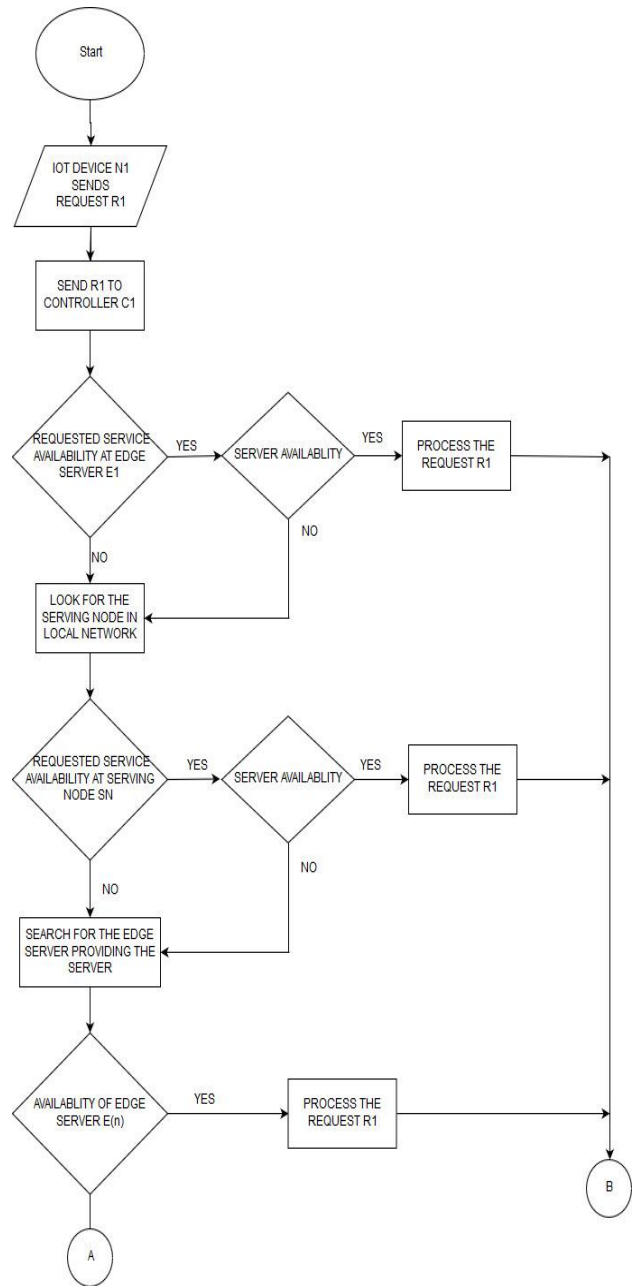 Start
IOT DEVICE N1
SENDS
REQUEST R1
SEND R1 TO
CONTROLLER C1
REQUESTED SERVICE
AVAILABILITY AT EDGE
SERVER E1
YES
SERVER AVAILABLITY
YES
PROCESS THE
REQUEST R1
NO
NO
LOOK FOR THE
SERVING NODE IN
LOCAL NETWORK
REQUESTED SERVICE
AVAILABILITY AT SERVING
NODE SN
YES
SERVER AVAILABLITY
YES
PROCESS THE
REQUEST R1
NO
NO
SEARCH FOR THE EDGE
SERVER PROVIDING THE
SERVER
AVAILABLITY OF EDGE
SERVER E(n)
YES
PROCESS THE
REQUEST R1
B
A